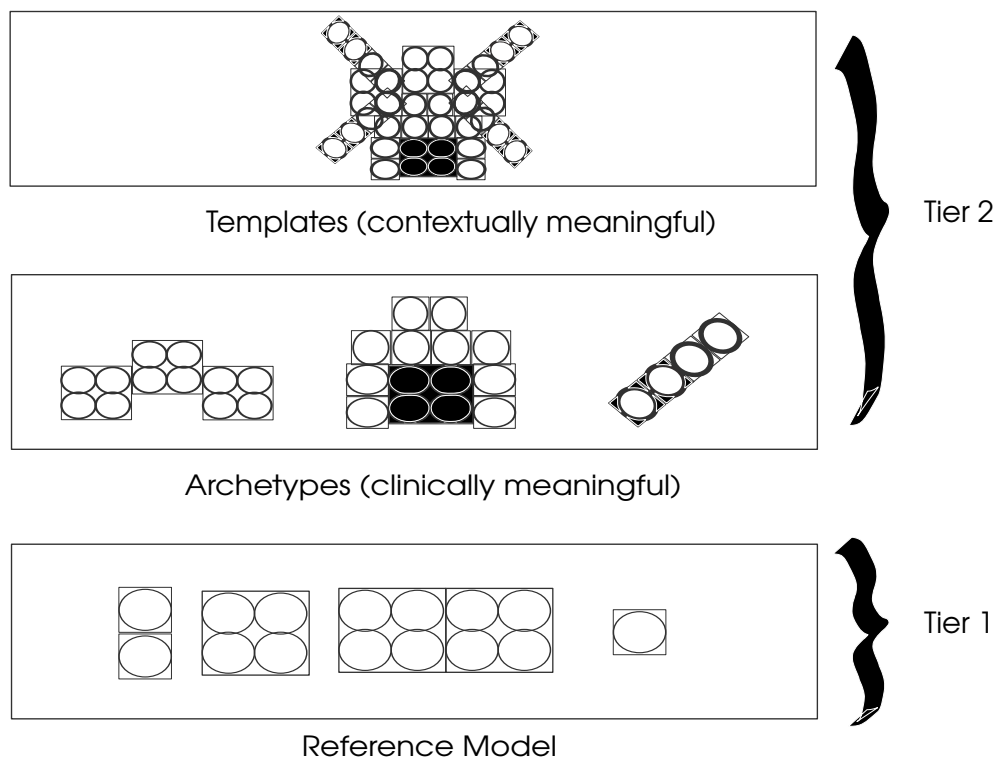 Templates (contextually meaningful)
Tier 2
Archetypes (clinically meaningful)
Tier 1
Reference Model